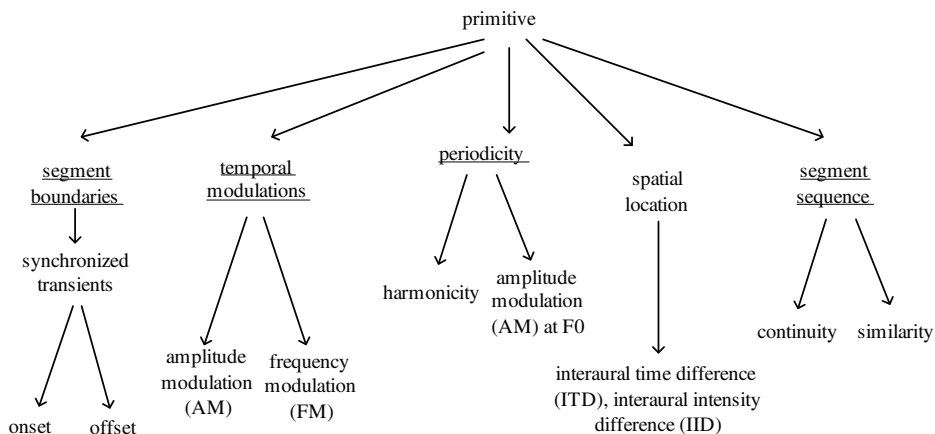 primitive
segment
boundaries
temporal
modulations
periodicity
spatial
location
segment
sequence
synchronized
transients
harmonicity
amplitude
modulation
(AM) at F0
continuity
similarity
amplitude
modulation
(AM)
frequency
modulation
(FM)
interaural time difference
(ITD), interaural intensity
difference (IID)
onset
offset